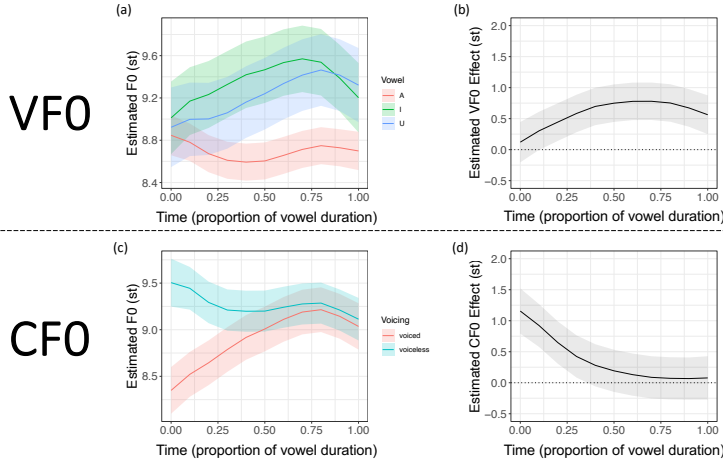 VF0
(a)
Estimated F0 (st)
9.6
9.2
8.8
8.4
0.00 0.25 0.50 0.75 1.00
Time (proportion of vowel duration)
Vowel
A
I
U
(b)
Estimated VF0 Effect (st)
2.0
1.5
1.0
0.5
0.0
−0.5
0.00 0.25 0.50 0.75 1.00
Time (proportion of vowel duration)
CF0
(c)
Estimated F0 (st)
9.5
9.0
8.5
0.00 0.25 0.50 0.75 1.00
Time (proportion of vowel duration)
Voicing
voiced
voiceless
(d)
Estimated CF0 Effect (st)
2.0
1.5
1.0
0.5
0.0
−0.5
0.00 0.25 0.50 0.75 1.00
Time (proportion of vowel duration)